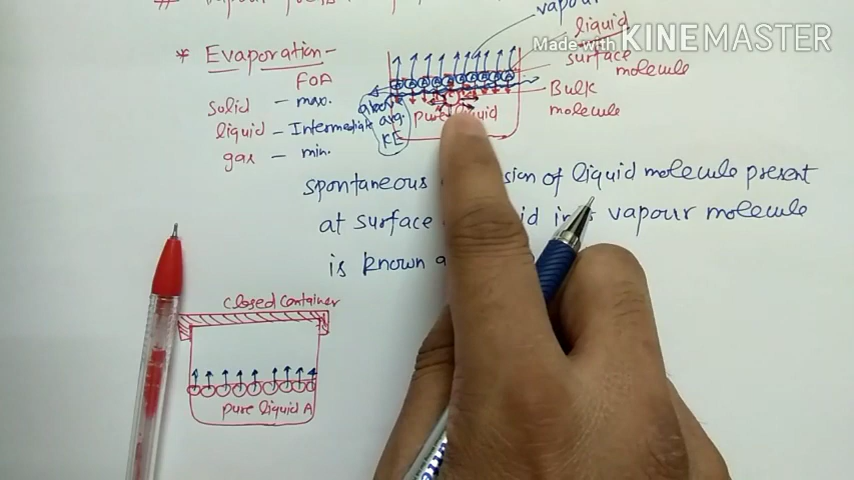 vapour
Made with KINEMASTER
* Evaporation-
liquid
surface
molecule
FOA
solid - max.
liquid - Intermediate
gas - min.
above
avg.
KE
pure liquid
Bulk
molecule
spontaneous sion of liquid molecule present
at surface id in vapour molecule
is known a
closed container
pure liquid A